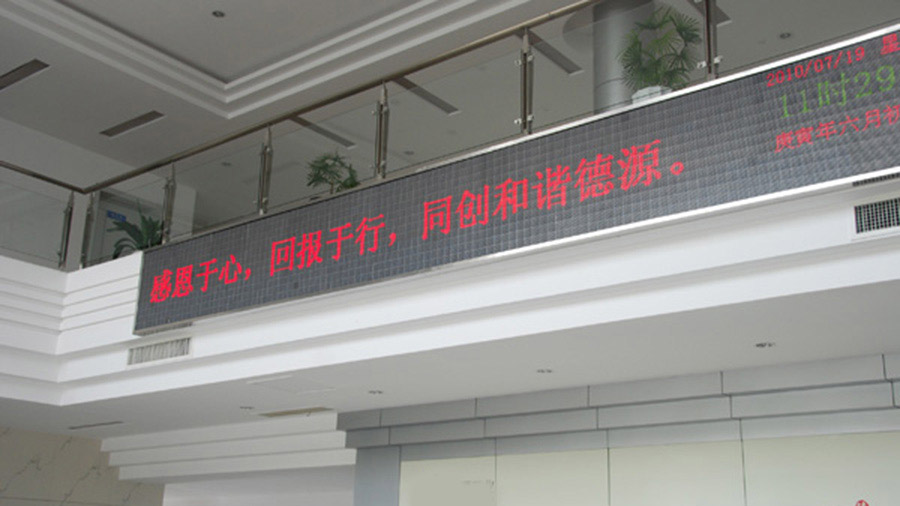 感恩于心，回报于行，同创和谐德源。
2010/07/19 星
11时29
庚寅年六月初